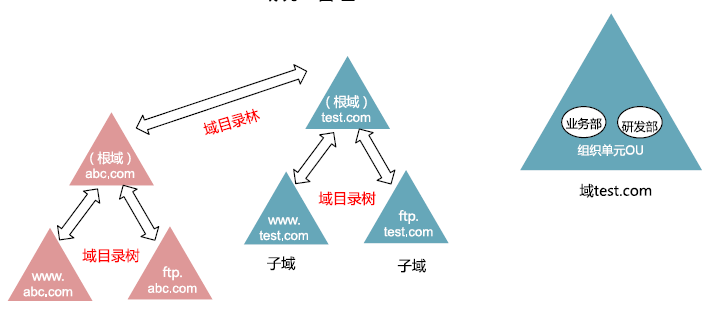 域目录林
（根域）
test.com
（根域）
abc.com
域目录树
www.
abc.com
ftp.
abc.com
域目录树
www.
test.com
ftp.
test.com
子域
子域
业务部
研发部
组织单元OU
域test.com